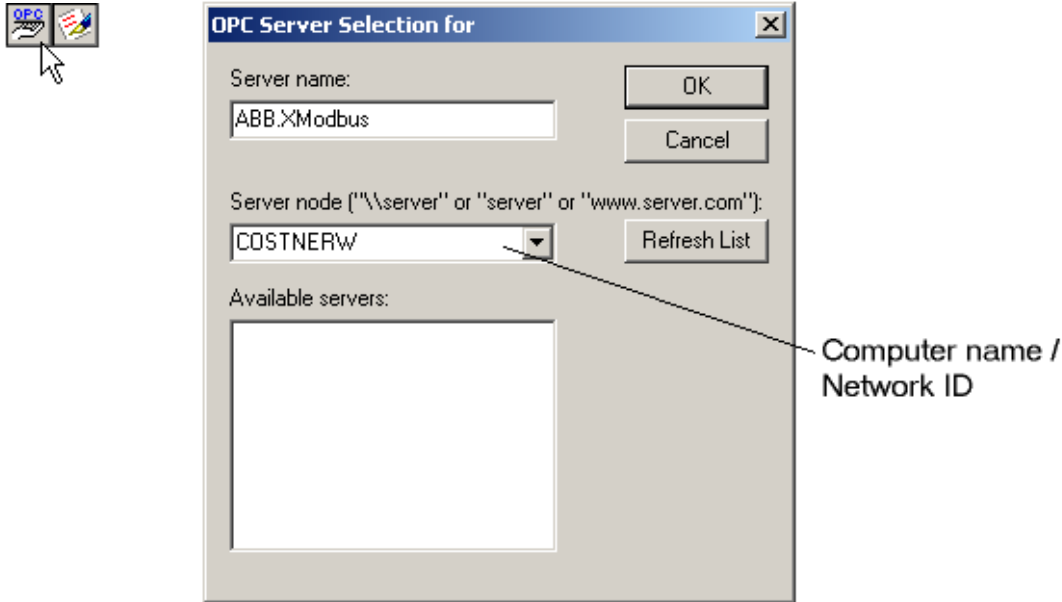 OPC
OPC Server Selection for
Server name:
OK
ABB.XModbus
Cancel
Server node ("\\server" or "server" or "www.server.com"):
COSTNERW
Refresh List
Available servers:
Computer name /
Network ID